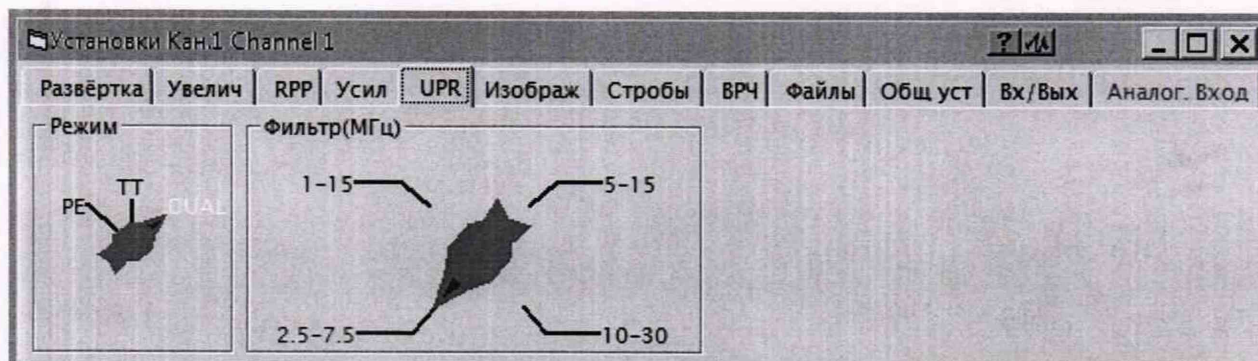 Установки Кан.1 Channel 1
Развёртка Увелич RPP Усил UPR Изображ Стробы ВРЧ Файлы Общ уст Вх/Вых Аналог. Вход
Режим Фильтр(МГц)
TT
PE DUAL
1-15 5-15
2.5-7.5 10-30